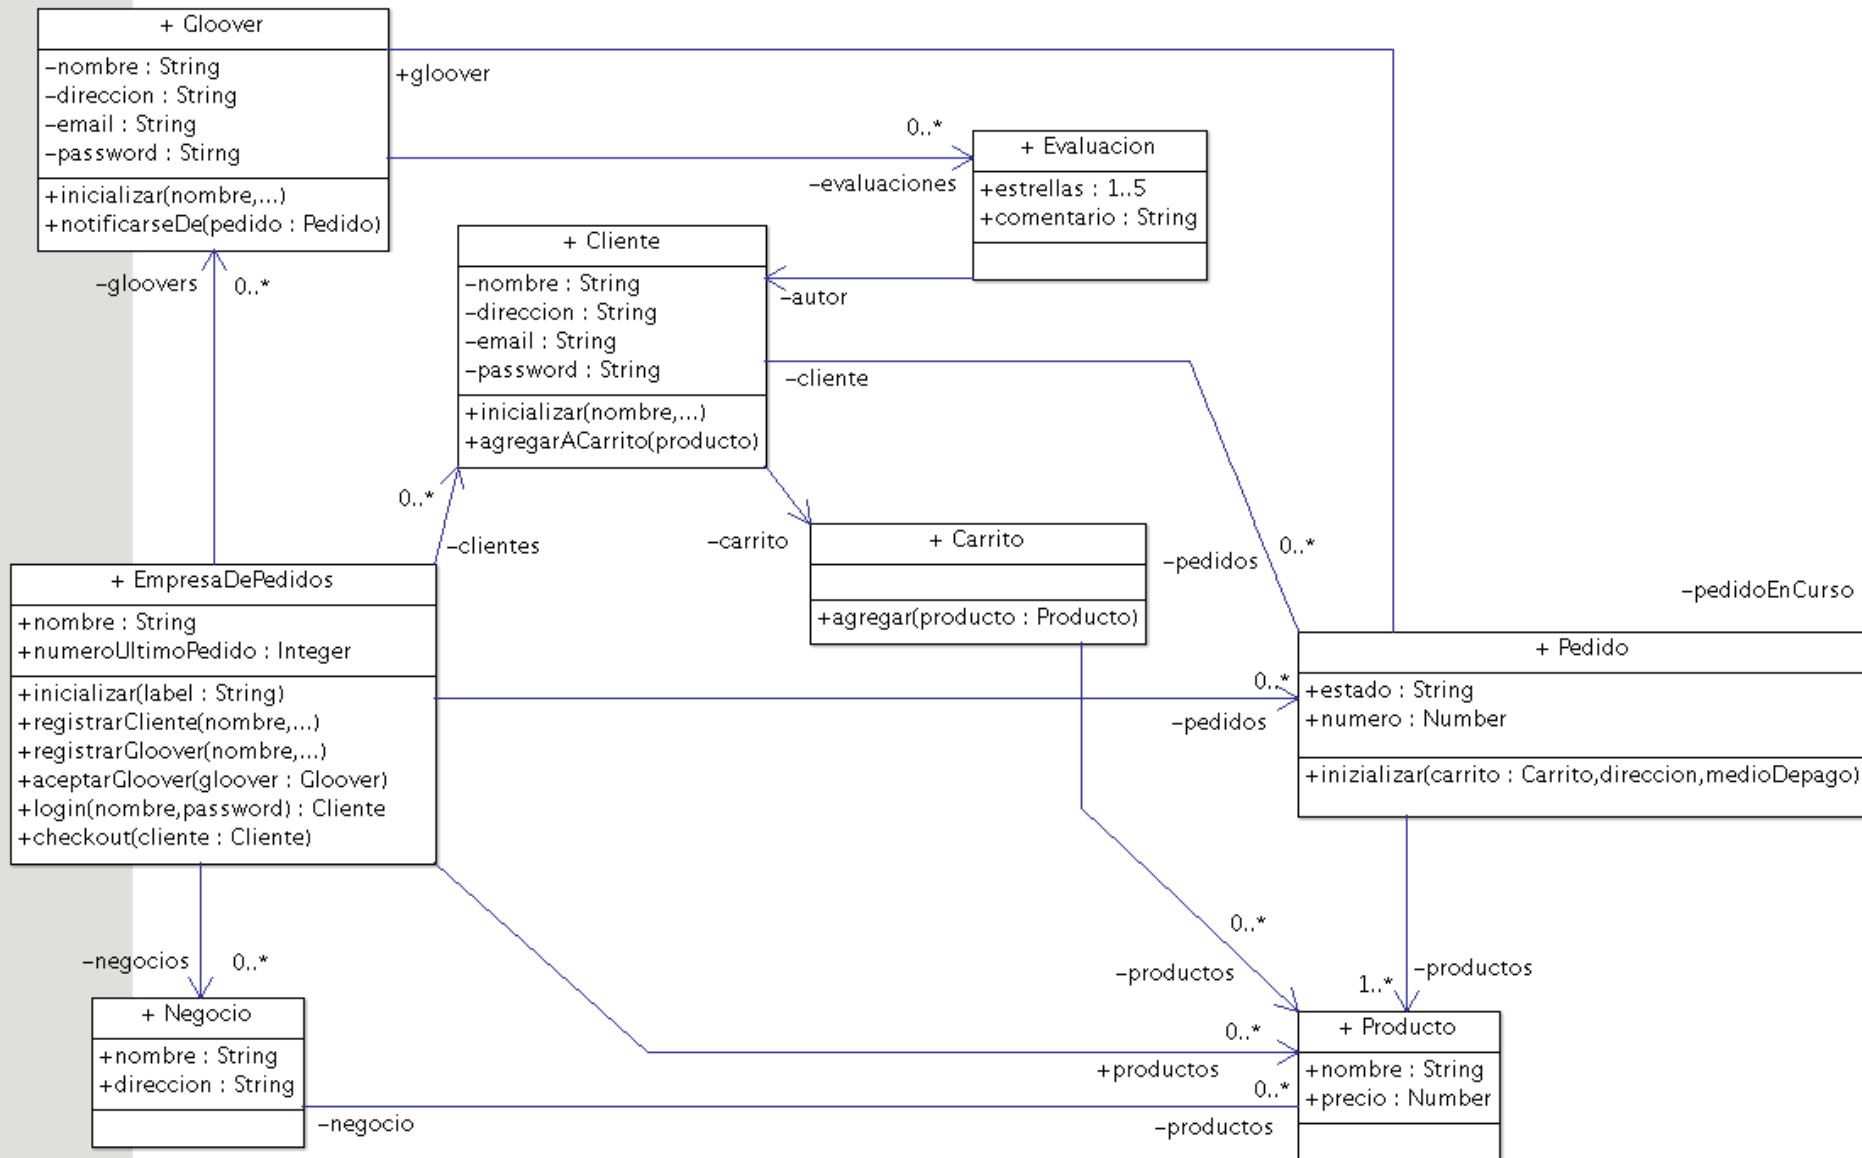 + Gloover
-nombre : String
-direccion : String
-email : String
-password : Stirng
+inicializar(nombre,...)
+notificarseDe(pedido : Pedido)
+gloover
0..*
-evaluaciones
+ Evaluacion
+estrellas : 1..5
+comentario : String
-gloovers
0..*
+ Cliente
-nombre : String
-direccion : String
-email : String
-password : String
+inicializar(nombre,...)
+agregarACarrito(producto)
-autor
-cliente
0..*
-clientes
-carrito
+ Carrito
+agregar(producto : Producto)
-pedidos
0..*
-pedidoEnCurso
+ EmpresaDePedidos
+nombre : String
+numeroUltimoPedido : Integer
+inicializar(label : String)
+registrarCliente(nombre,...)
+registrarGloover(nombre,...)
+aceptarGloover(gloover : Gloover)
+login(nombre,password) : Cliente
+checkout(cliente : Cliente)
0..*
-pedidos
+ Pedido
+estado : String
+numero : Number
+inizializar(carrito : Carrito,direccion,medioDepago)
-negocios
0..*
0..*
-productos
1..*
-productos
+ Negocio
+nombre : String
+direccion : String
-negocio
0..*
+productos
0..*
-productos
+ Producto
+nombre : String
+precio : Number